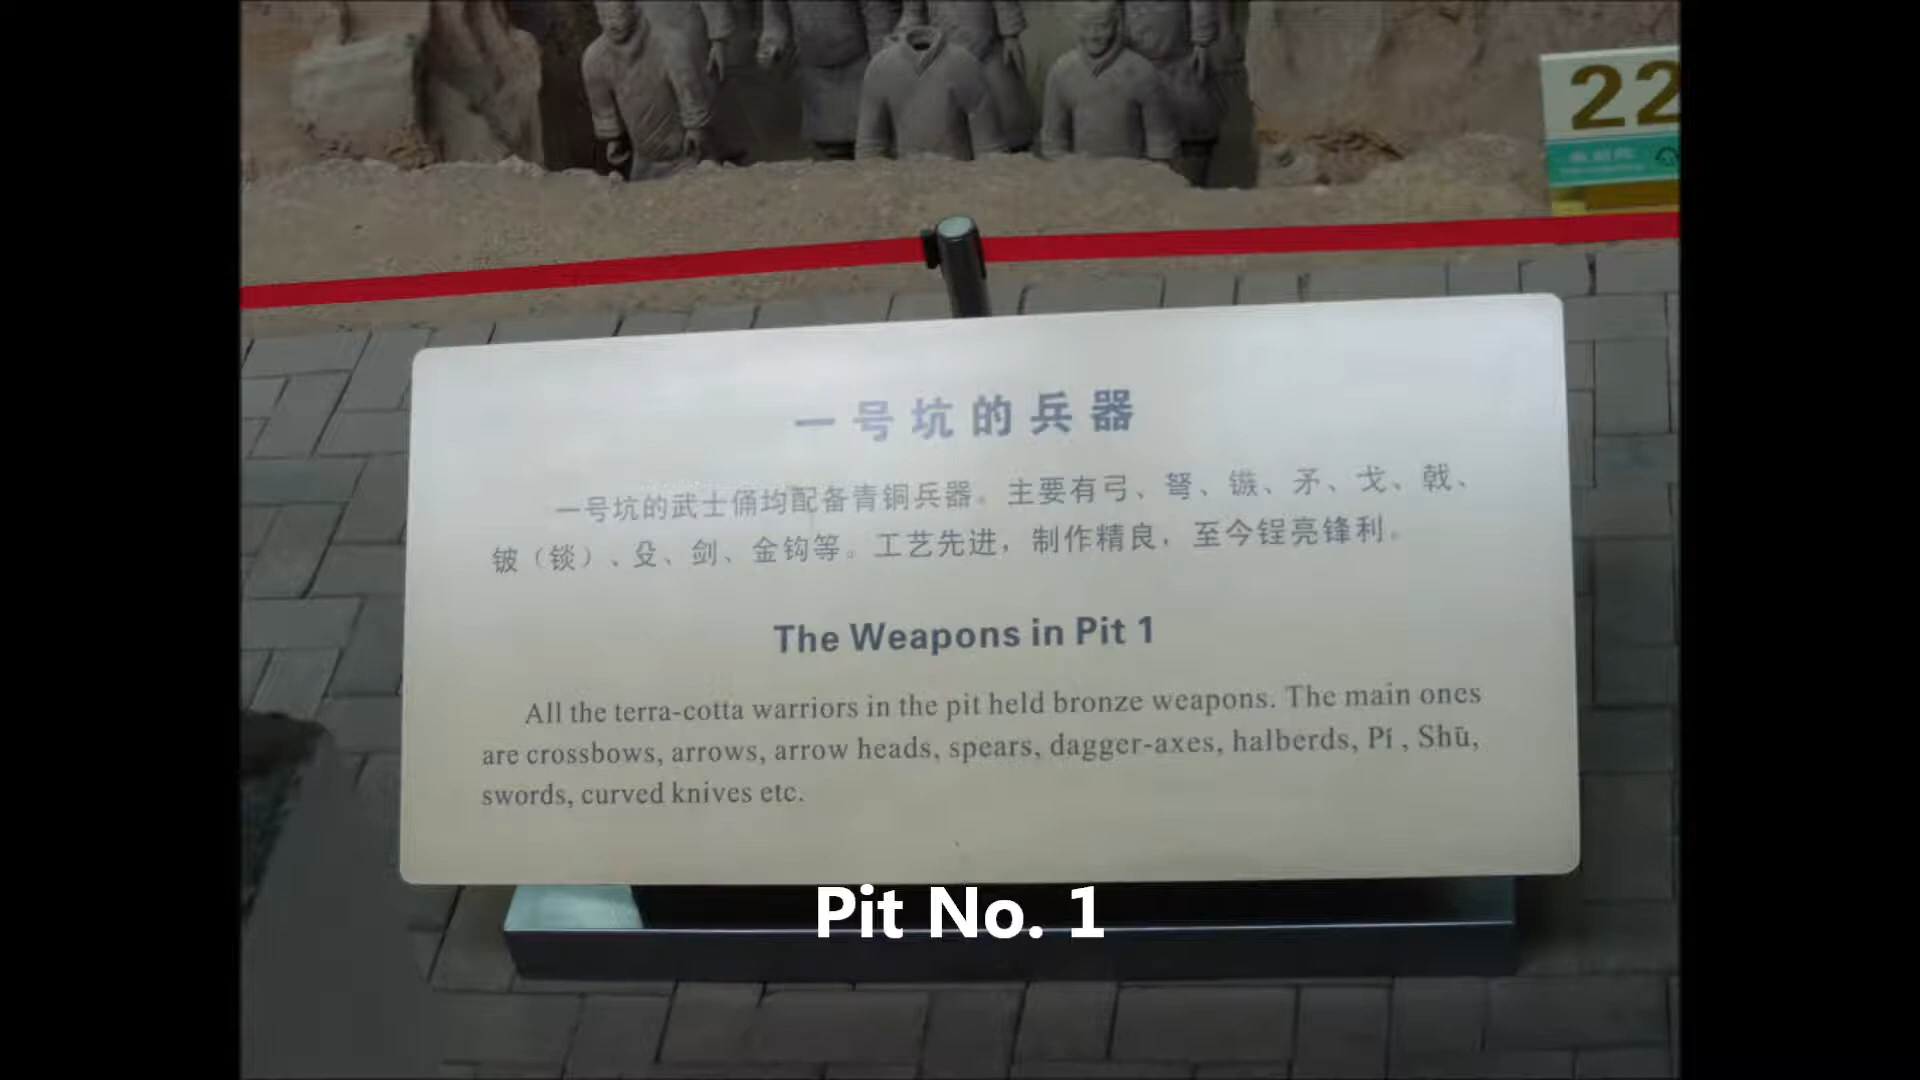 22
一号坑的兵器
一号坑的武士俑均配备青铜兵器。主要有弓、弩、镞、矛、戈、戟、
铍（锬）、殳、剑、金钩等。工艺先进，制作精良，至今锃亮锋利。
The Weapons in Pit 1
All the terra-cotta warriors in the pit held bronze weapons. The main ones
are crossbows, arrows, arrow heads, spears, dagger-axes, halberds, Pí , Shū,
swords, curved knives etc.
Pit No. 1